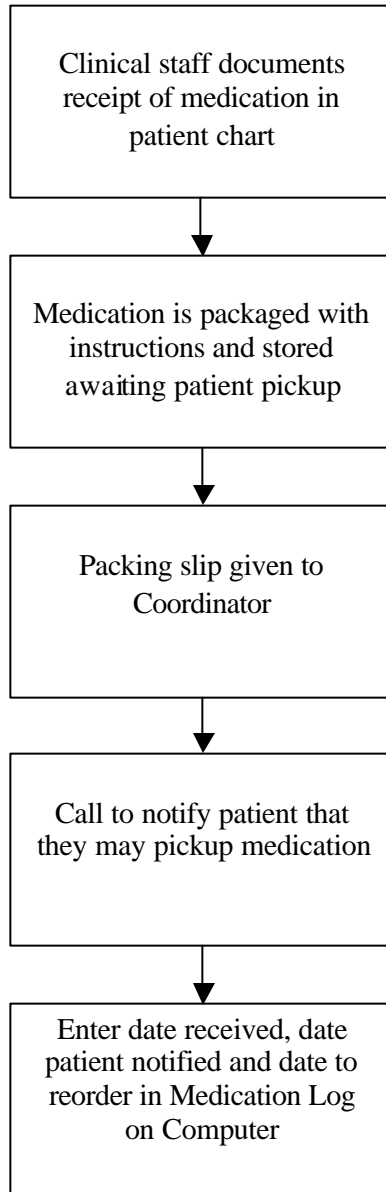 Clinical staff documents
receipt of medication in
patient chart
Medication is packaged with
instructions and stored
awaiting patient pickup
Packing slip given to
Coordinator
Call to notify patient that
they may pickup medication
Enter date received, date
patient notified and date to
reorder in Medication Log
on Computer